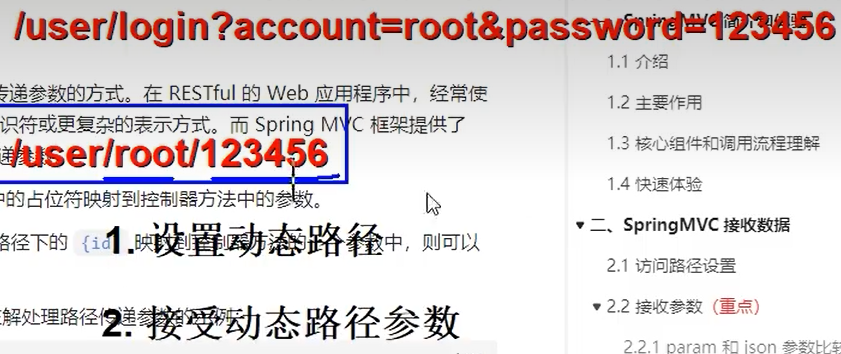 /user/login?account=root&password=123456
传递参数的方式。在 RESTful 的 Web 应用程序中，经常使
识符或更复杂的表示方式。而 Spring MVC 框架提供了
/user/root/123456
中的占位符映射到控制器方法中的参数。
路径下的 {id}
则可以
1. 设置动态路径
2. 接受动态路径参数
1.1 介绍
1.2 主要作用
1.3 核心组件和调用流程理解
1.4 快速体验
二、SpringMVC 接收数据
2.1 访问路径设置
2.2 接收参数（重点）
2.2.1 param 和 json 参数比较